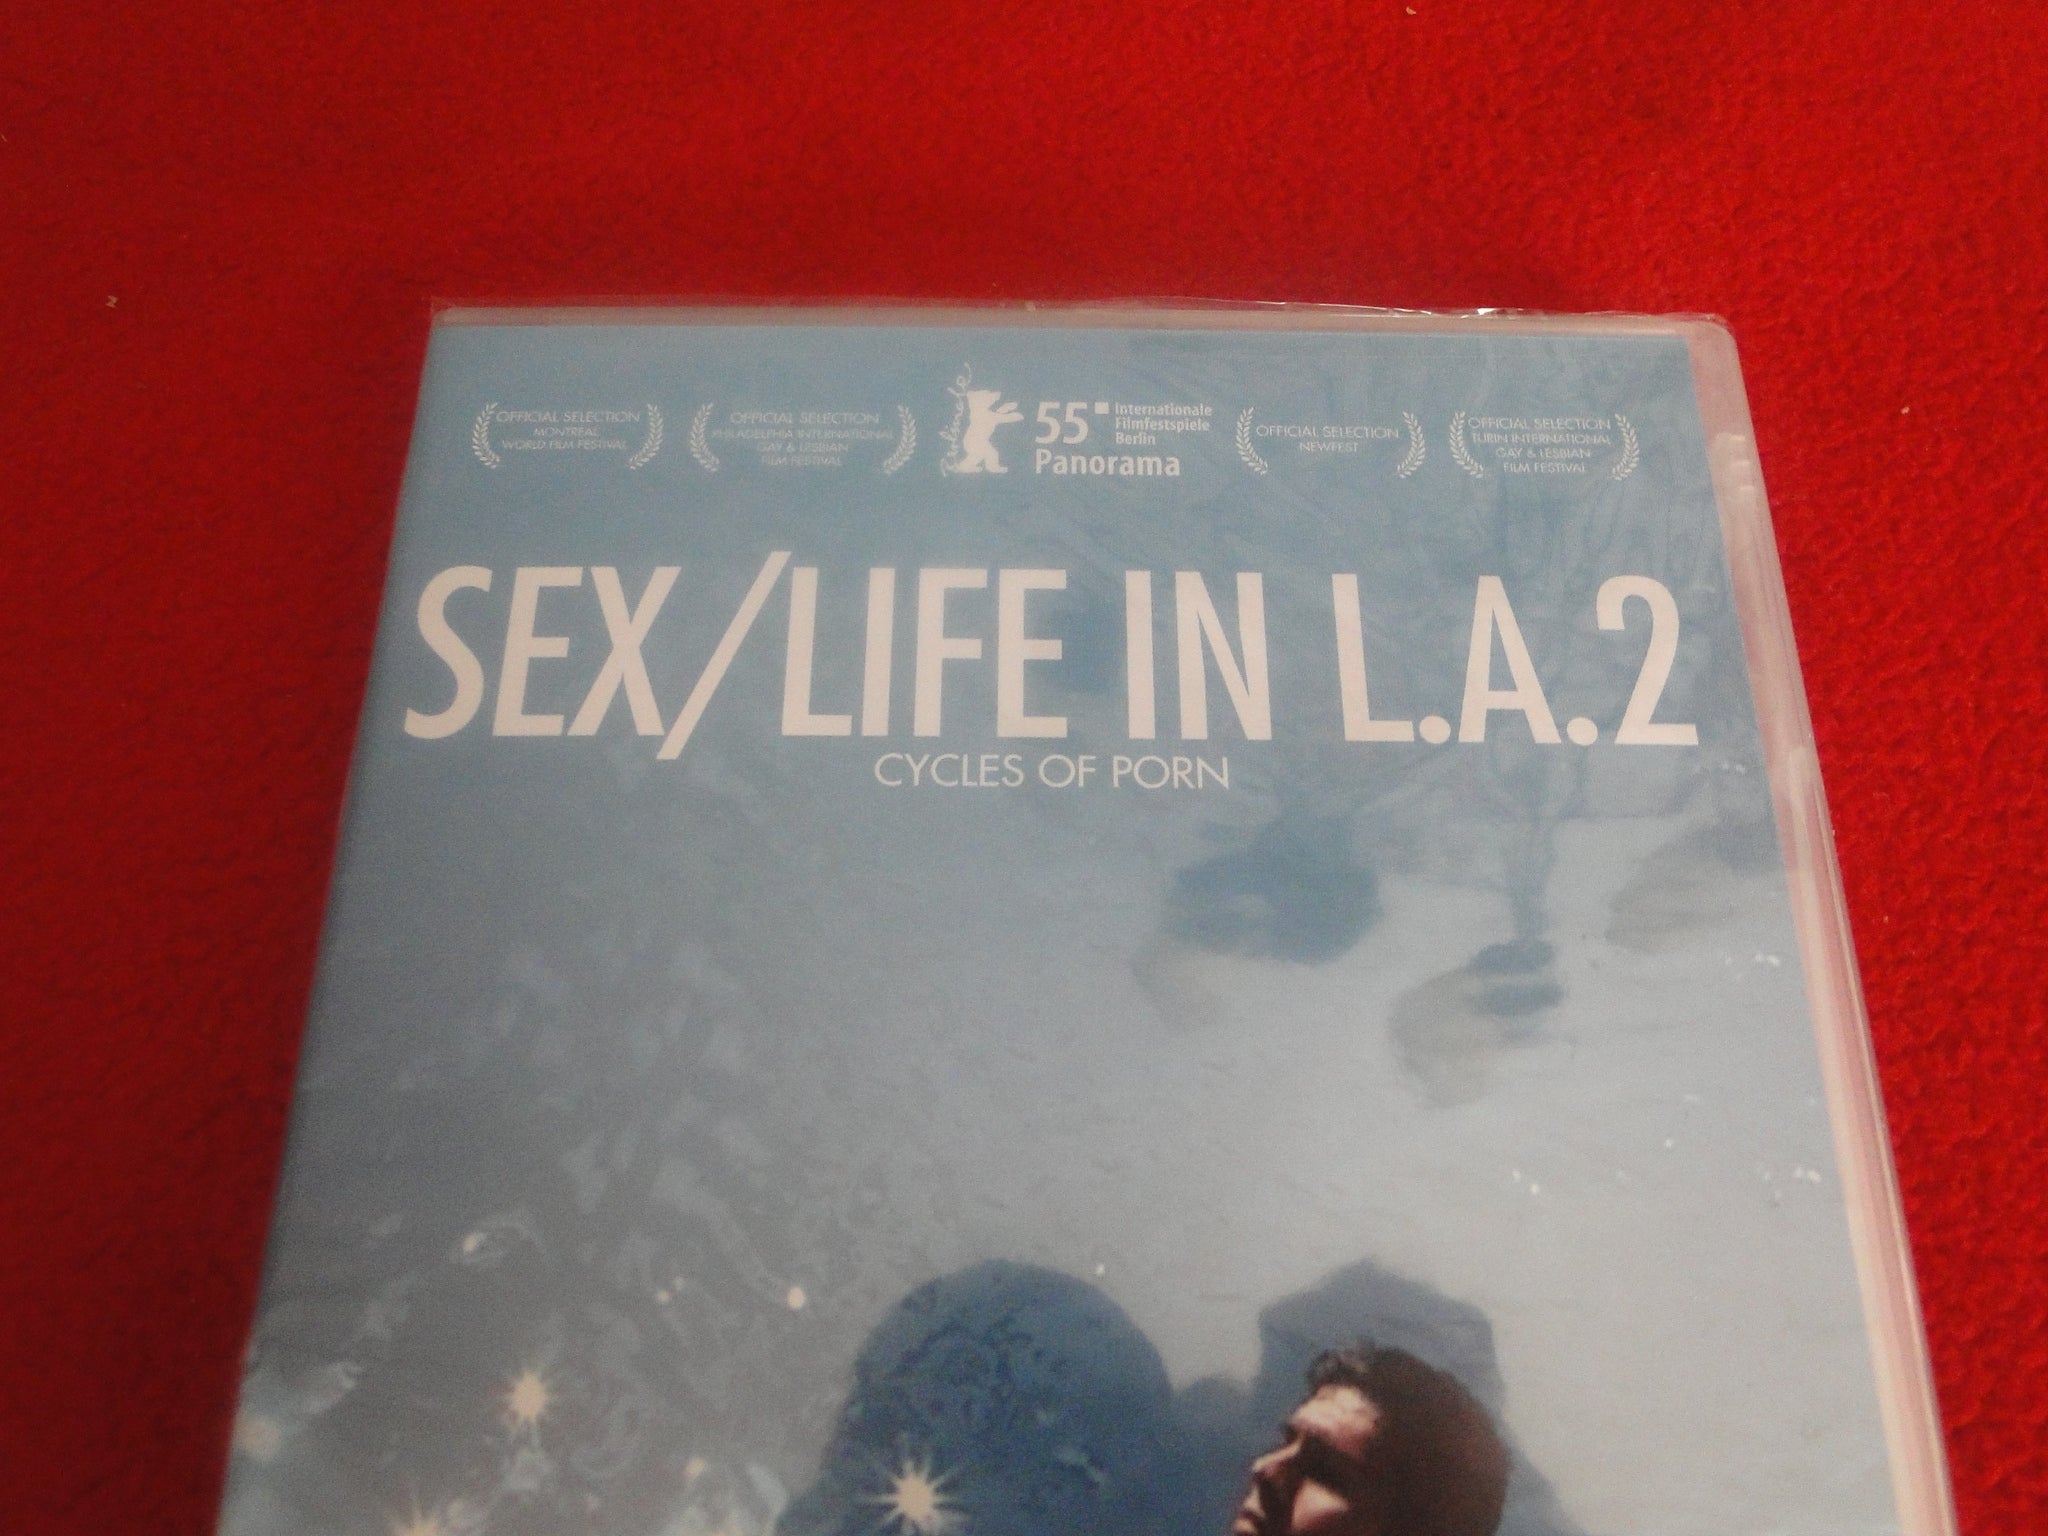 OFFICIAL SELECTION
MONTREAL
WORLD FILM FESTIVAL
OFFICIAL SELECTION
PHILADELPHIA INTERNATIONAL
GAY & LESBIAN
FILM FESTIVAL
Berlinale
55
Internationale
Filmfestspiele
Berlin
Panorama
OFFICIAL SELECTION
NEWFEST
OFFICIAL SELECTION
TURIN INTERNATIONAL
GAY & LESBIAN
FILM FESTIVAL
SEX/LIFE IN L.A.2
CYCLES OF PORN